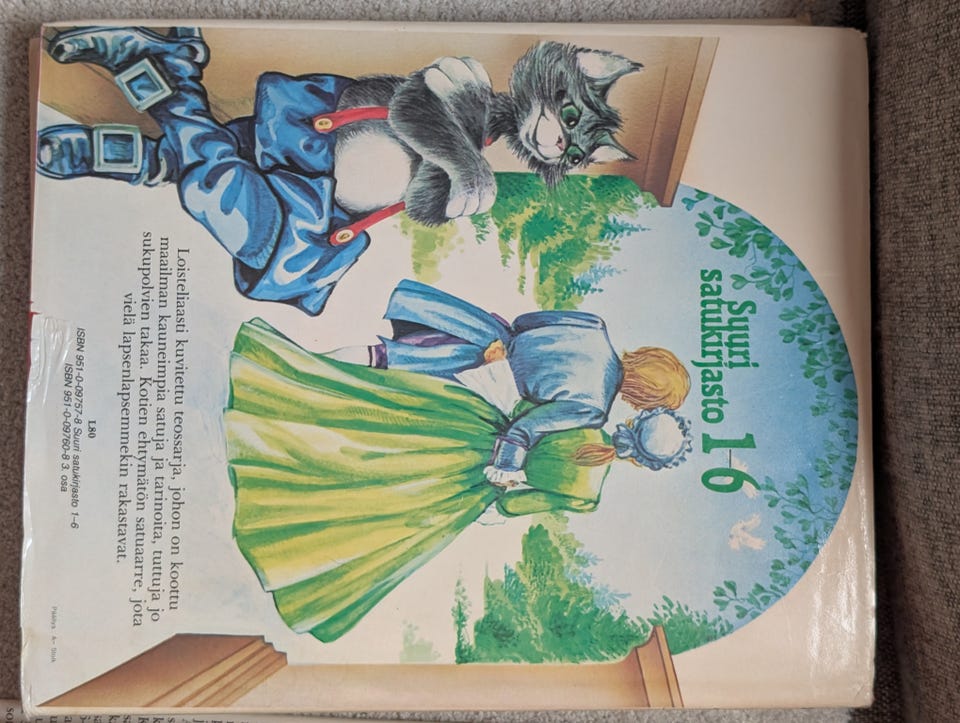 Suuri
satukirjasto 1–6
Loisteliaasti kuvitettu teossarja, johon on koottu
maailman kauneimpia satuja ja tarinoita, tuttuja jo
sukupolvien takaa. Kotien ehtymätön satuaarre, jota
vielä lapsenlapsemmekin rakastavat.
L80
ISBN 951-0-09757-8 Suuri satukirjasto 1–6
ISBN 951-0-09760-8 3. osa
Päällys